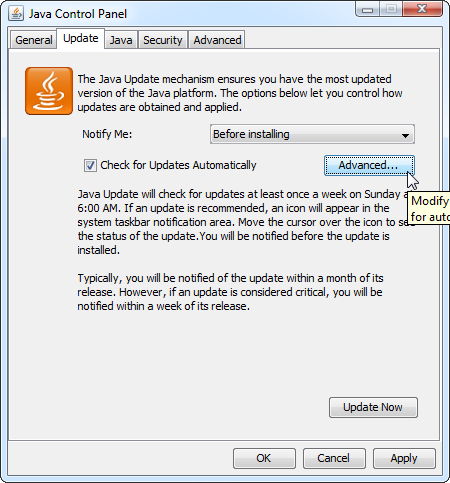 Java Control Panel
General Update Java Security Advanced
The Java Update mechanism ensures you have the most updated
version of the Java platform. The options below let you control how
updates are obtained and applied.
Notify Me: Before installing
Check for Updates Automatically Advanced...
Java Update will check for updates at least once a week on Sunday
6:00 AM. If an update is recommended, an icon will appear in the
system taskbar notification area. Move the cursor over the icon to
the status of the update.You will be notified before the update is
installed.
Modify
for
Typically, you will be notified of the update within a month of its
release. However, if an update is considered critical, you will be
notified within a week of its release.
Update Now
OK Cancel Apply